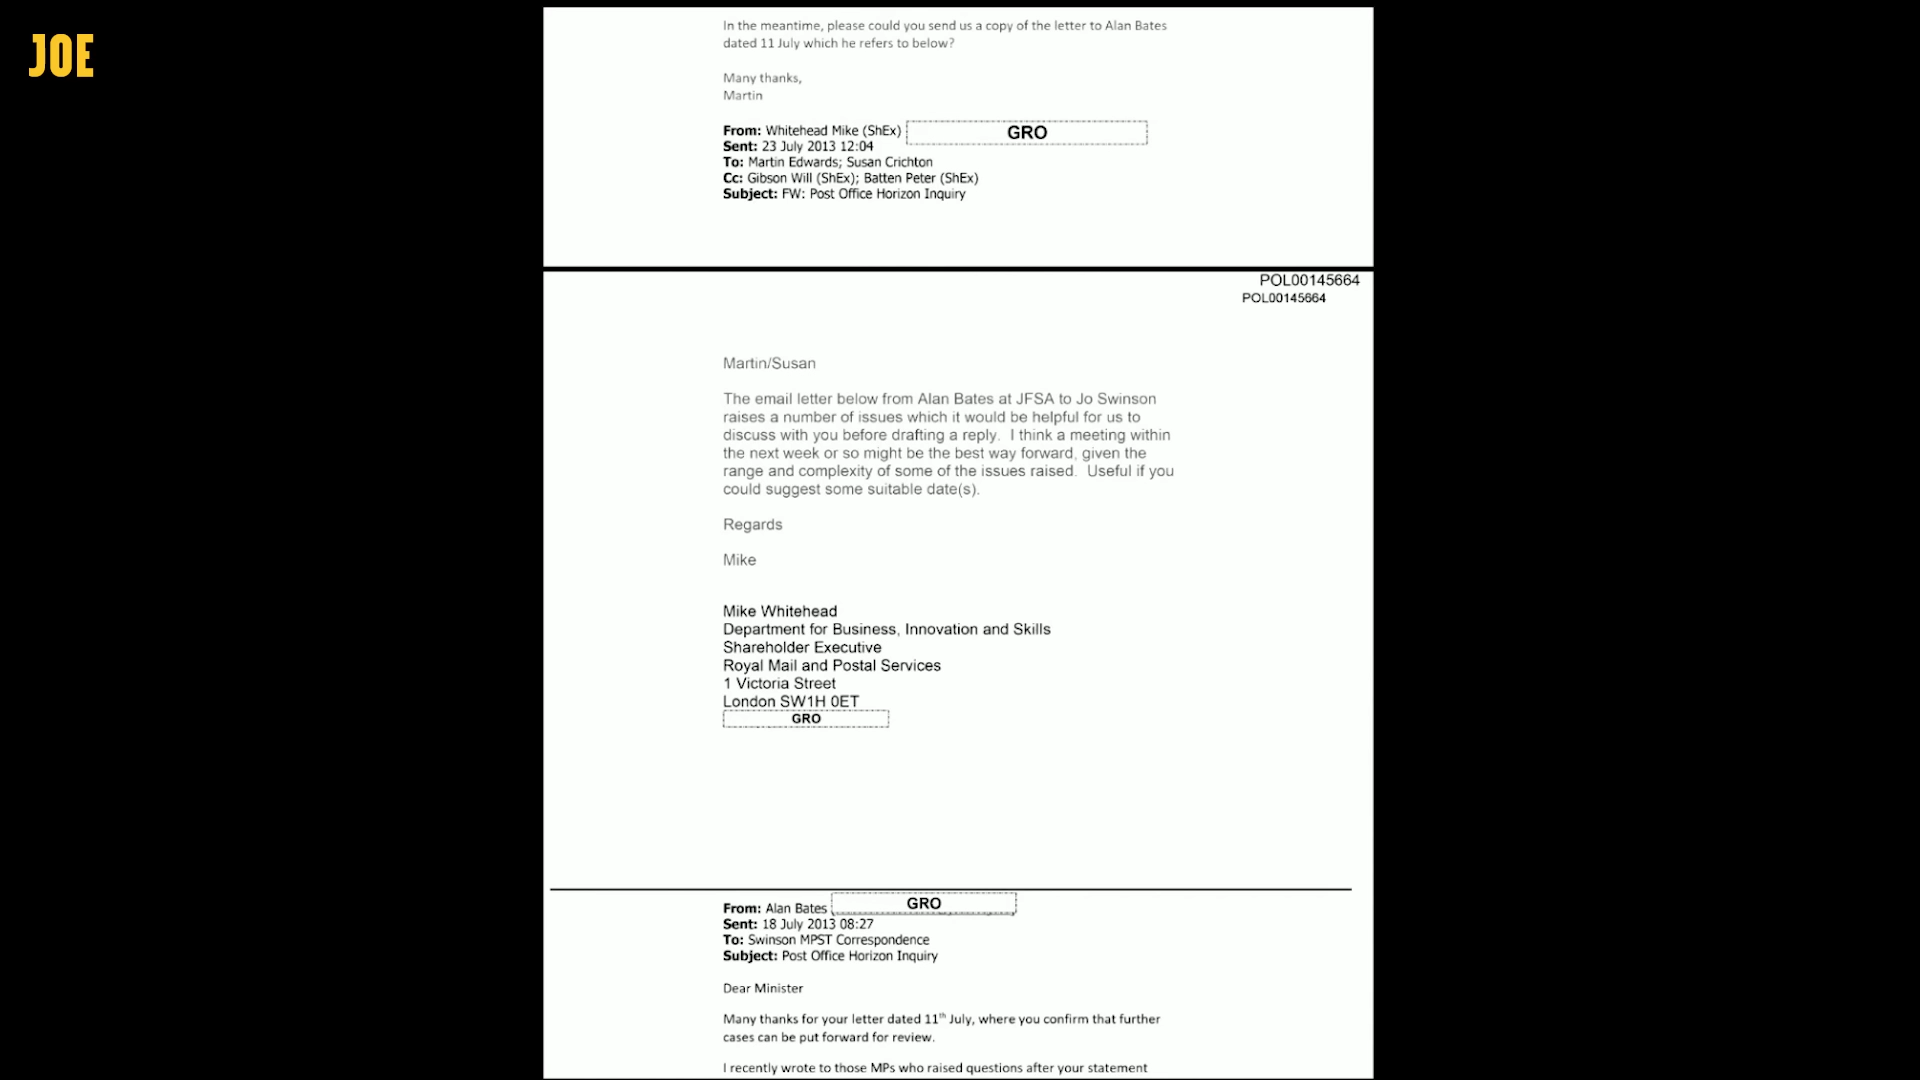 JOE
In the meantime, please could you send us a copy of the letter to Alan Bates
dated 11 July which he refers to below?
Many thanks,
Martin
From: Whitehead Mike (ShEx) GRO
Sent: 23 July 2013 12:04
To: Martin Edwards; Susan Crichton
Cc: Gibson Will (ShEx); Batten Peter (ShEx)
Subject: FW: Post Office Horizon Inquiry
POL00145664
POL00145664
Martin/Susan
The email letter below from Alan Bates at JFSA to Jo Swinson
raises a number of issues which it would be helpful for us to
discuss with you before drafting a reply.  I think a meeting within
the next week or so might be the best way forward, given the
range and complexity of some of the issues raised.  Useful if you
could suggest some suitable date(s).
Regards
Mike
Mike Whitehead
Department for Business, Innovation and Skills
Shareholder Executive
Royal Mail and Postal Services
1 Victoria Street
London SW1H 0ET
GRO
From: Alan Bates GRO
Sent: 18 July 2013 08:27
To: Swinson MPST Correspondence
Subject: Post Office Horizon Inquiry
Dear Minister
Many thanks for your letter dated 11th July, where you confirm that further
cases can be put forward for review.
I recently wrote to those MPs who raised questions after your statement